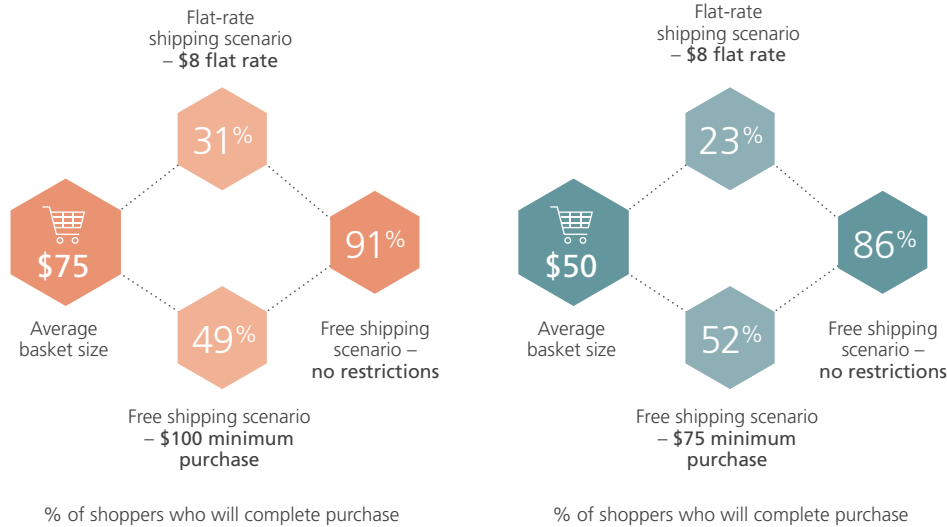 Flat-rate
shipping scenario
– $8 flat rate
31%
$75
91%
49%
Average
basket size
Free shipping
scenario –
no restrictions
Free shipping scenario
– $100 minimum
purchase
% of shoppers who will complete purchase
Flat-rate
shipping scenario
– $8 flat rate
23%
$50
86%
52%
Average
basket size
Free shipping
scenario –
no restrictions
Free shipping scenario
– $75 minimum
purchase
% of shoppers who will complete purchase